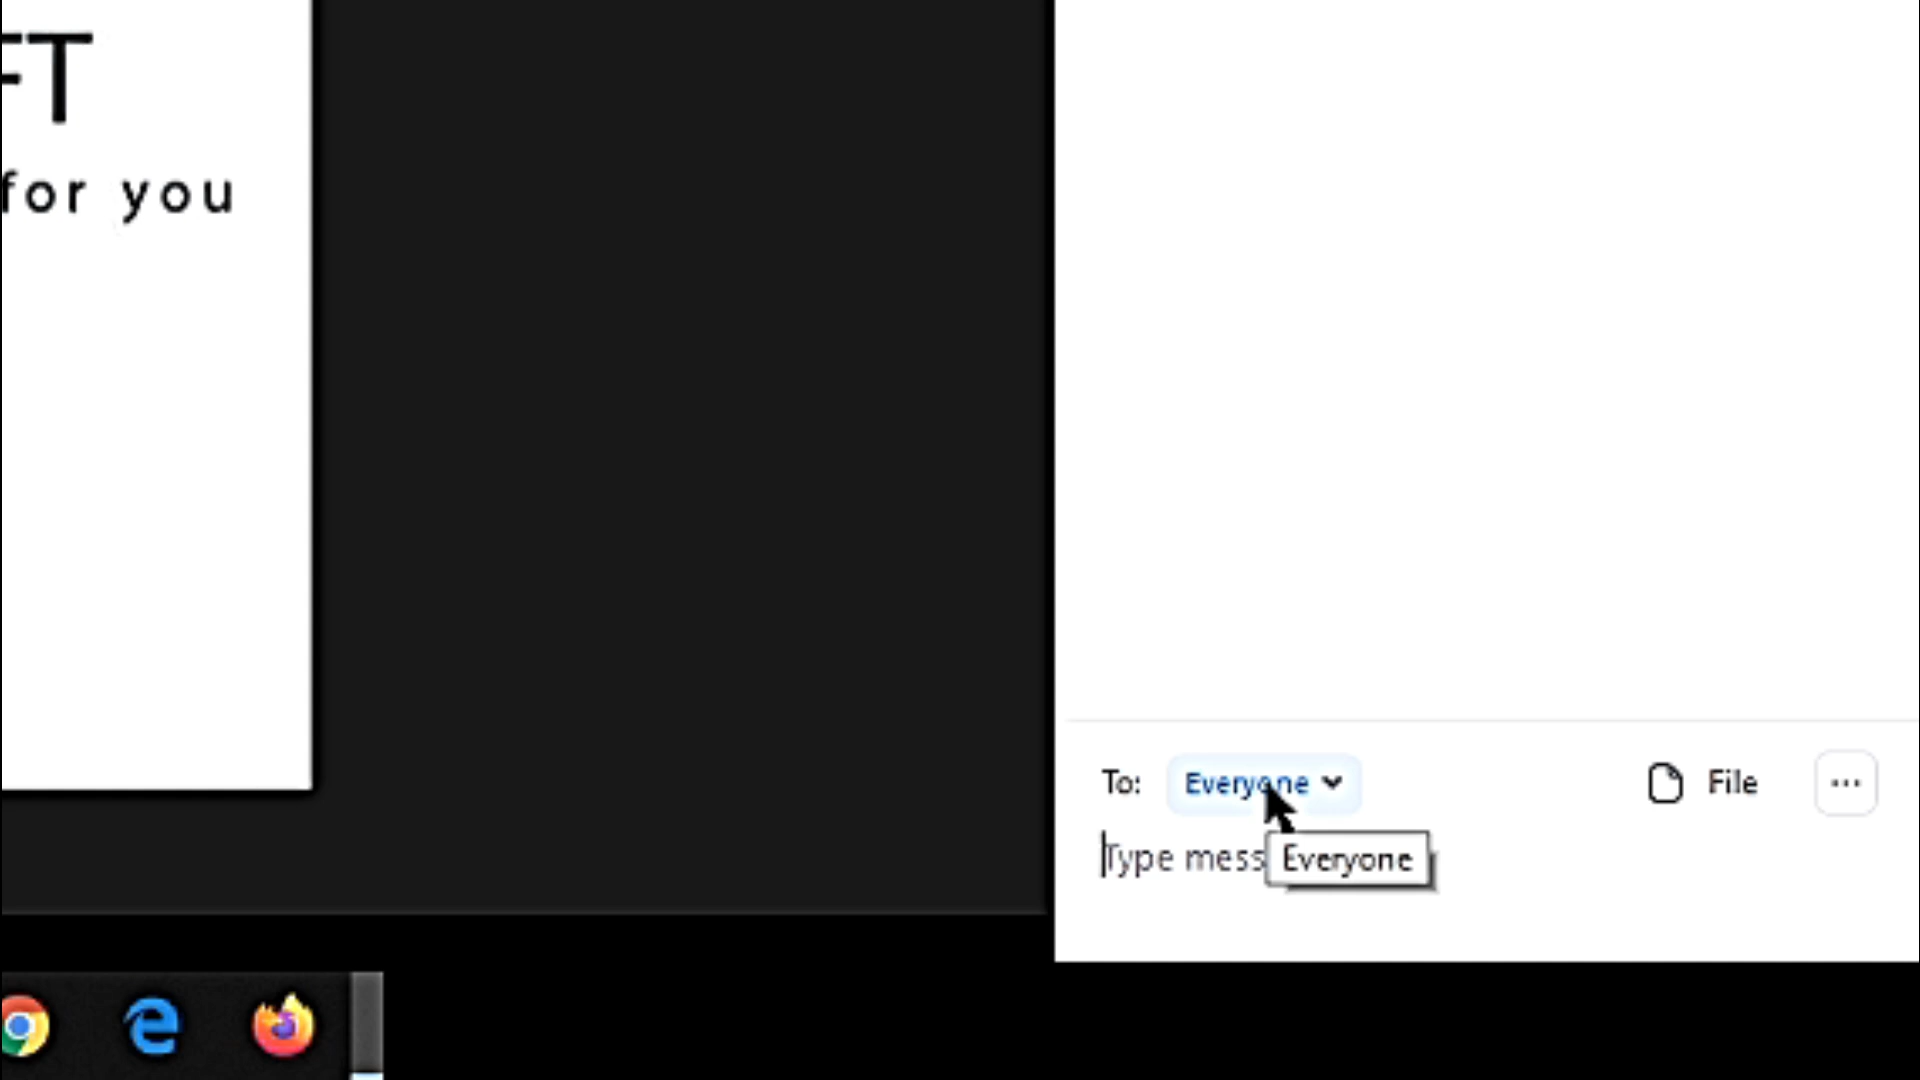 FT
for you
To: Everyone
File
Type mess
Everyone